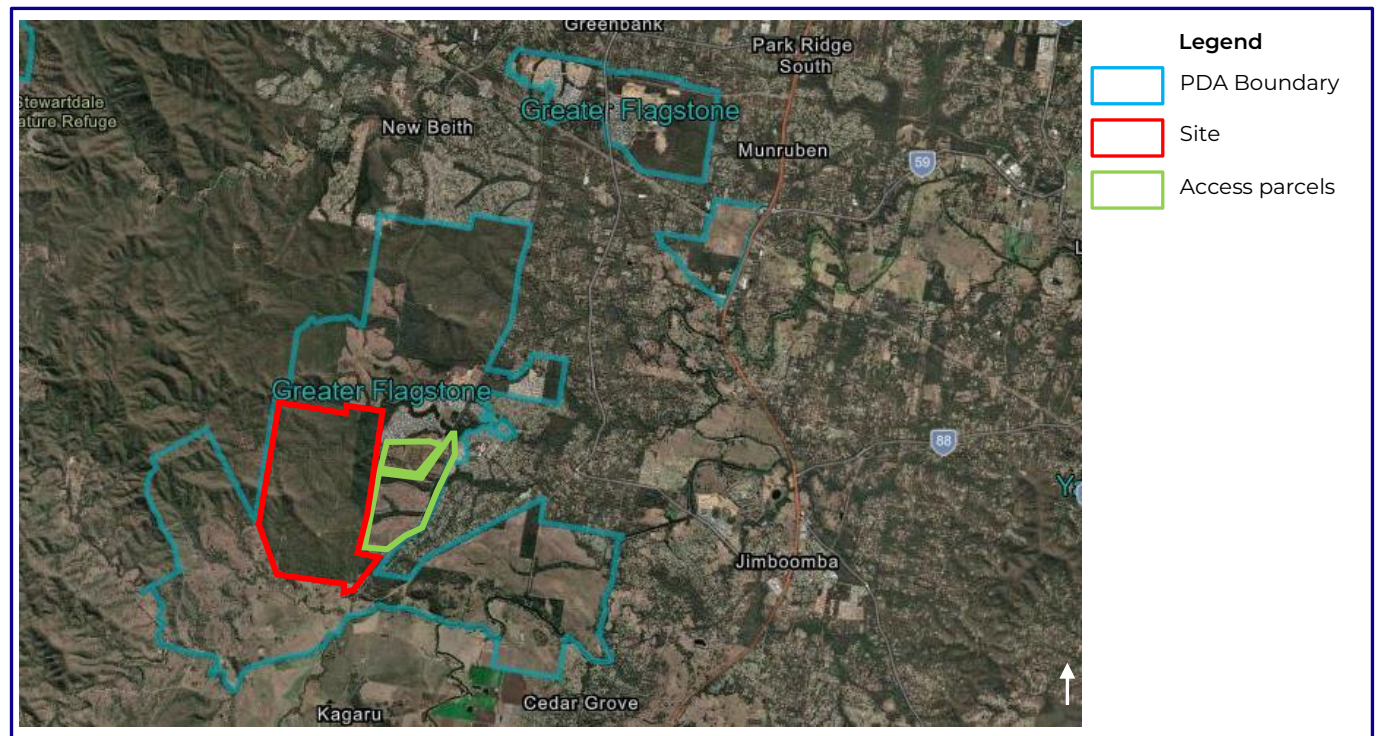 Greenbank
Park Ridge
South
Stewartdale
ature Refuge
Greater Flagstone
New Beith
Munruben
59
L
Greater Flagstone
88
Y
Jimboomba
Cedar Grove
Kagaru
Legend
PDA Boundary
Site
Access parcels